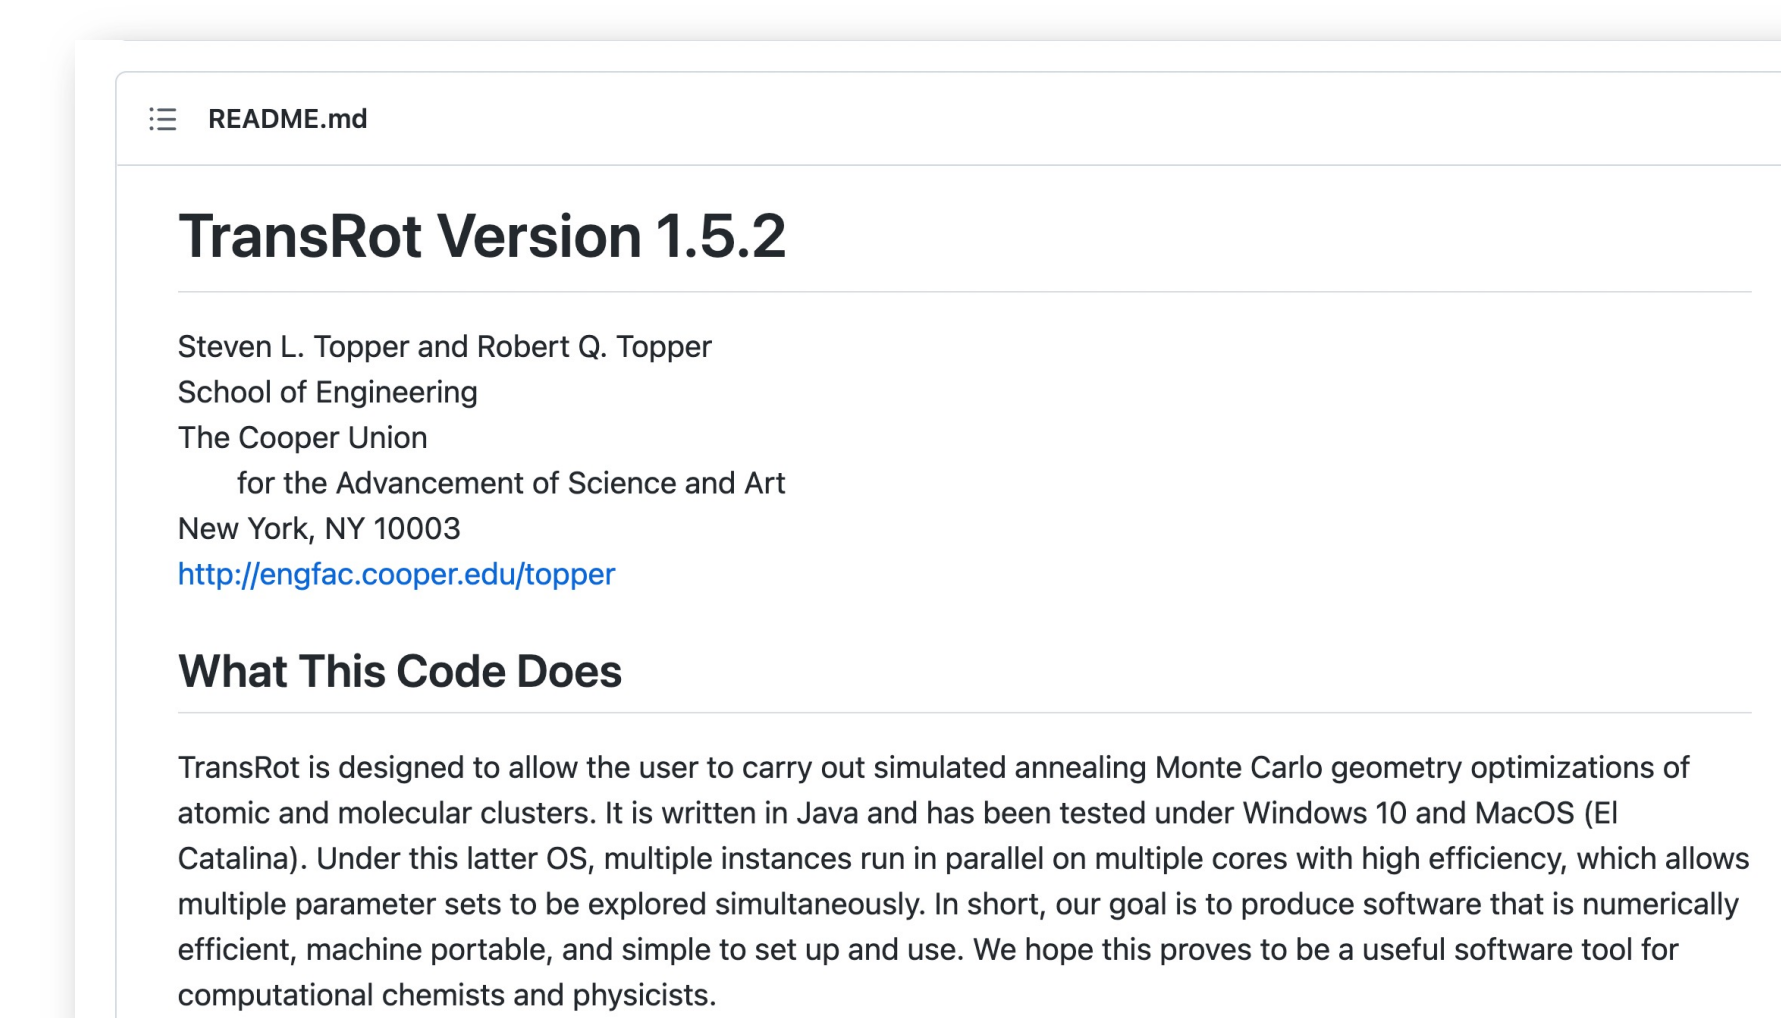 README.md
TransRot Version 1.5.2
Steven L. Topper and Robert Q. Topper
School of Engineering
The Cooper Union
for the Advancement of Science and Art
New York, NY 10003
http://engfac.cooper.edu/topper
What This Code Does
TransRot is designed to allow the user to carry out simulated annealing Monte Carlo geometry optimizations of
atomic and molecular clusters. It is written in Java and has been tested under Windows 10 and MacOS (El
Catalina). Under this latter OS, multiple instances run in parallel on multiple cores with high efficiency, which allows
multiple parameter sets to be explored simultaneously. In short, our goal is to produce software that is numerically
efficient, machine portable, and simple to set up and use. We hope this proves to be a useful software tool for
computational chemists and physicists.